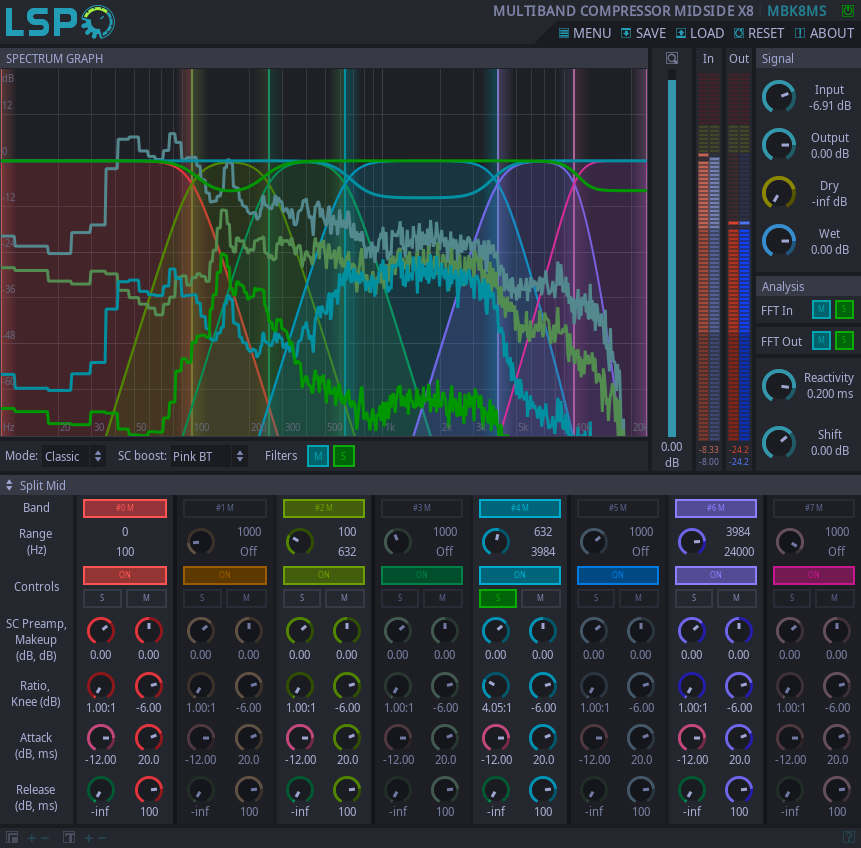 LSP
MULTIBAND COMPRESSOR MIDSIDE X8 MBK8MS
MENU SAVE LOAD RESET ABOUT
SPECTRUM GRAPH
In Out
Signal
dB
12
0
-12
-24
-36
-48
-60
Hz 20 30 50 100 200 300 500 1k 2k 3k 5k 10k 20k
0.00
dB
-8.33 -24.2
-8.00 -24.2
Input
-6.91 dB
Output
0.00 dB
Dry
-inf dB
Wet
0.00 dB
Analysis
FFT In M S
FFT Out M S
Reactivity
0.200 ms
Shift
0.00 dB
Mode: Classic SC boost: Pink BT Filters M S
Split Mid
Band #0 M #1 M #2 M #3 M #4 M #5 M #6 M #7 M
Range
(Hz)
0 1000 100 1000 632 1000 3984 1000
100 Off 632 Off 3984 Off 24000 Off
Controls
ON ON ON ON ON ON ON ON
S M S M S M S M S M S M S M S M
SC Preamp,
Makeup
(dB, dB)
0.00 0.00 0.00 0.00 0.00 0.00 0.00 0.00 0.00 0.00 0.00 0.00 0.00 0.00 0.00 0.00
Ratio,
Knee (dB)
1.00:1 -6.00 1.00:1 -6.00 1.00:1 -6.00 1.00:1 -6.00 4.05:1 -6.00 1.00:1 -6.00 1.00:1 -6.00 1.00:1 -6.00
Attack
(dB, ms)
-12.00 20.0 -12.00 20.0 -12.00 20.0 -12.00 20.0 -12.00 20.0 -12.00 20.0 -12.00 20.0 -12.00 20.0
Release
(dB, ms)
-inf 100 -inf 100 -inf 100 -inf 100 -inf 100 -inf 100 -inf 100 -inf 100